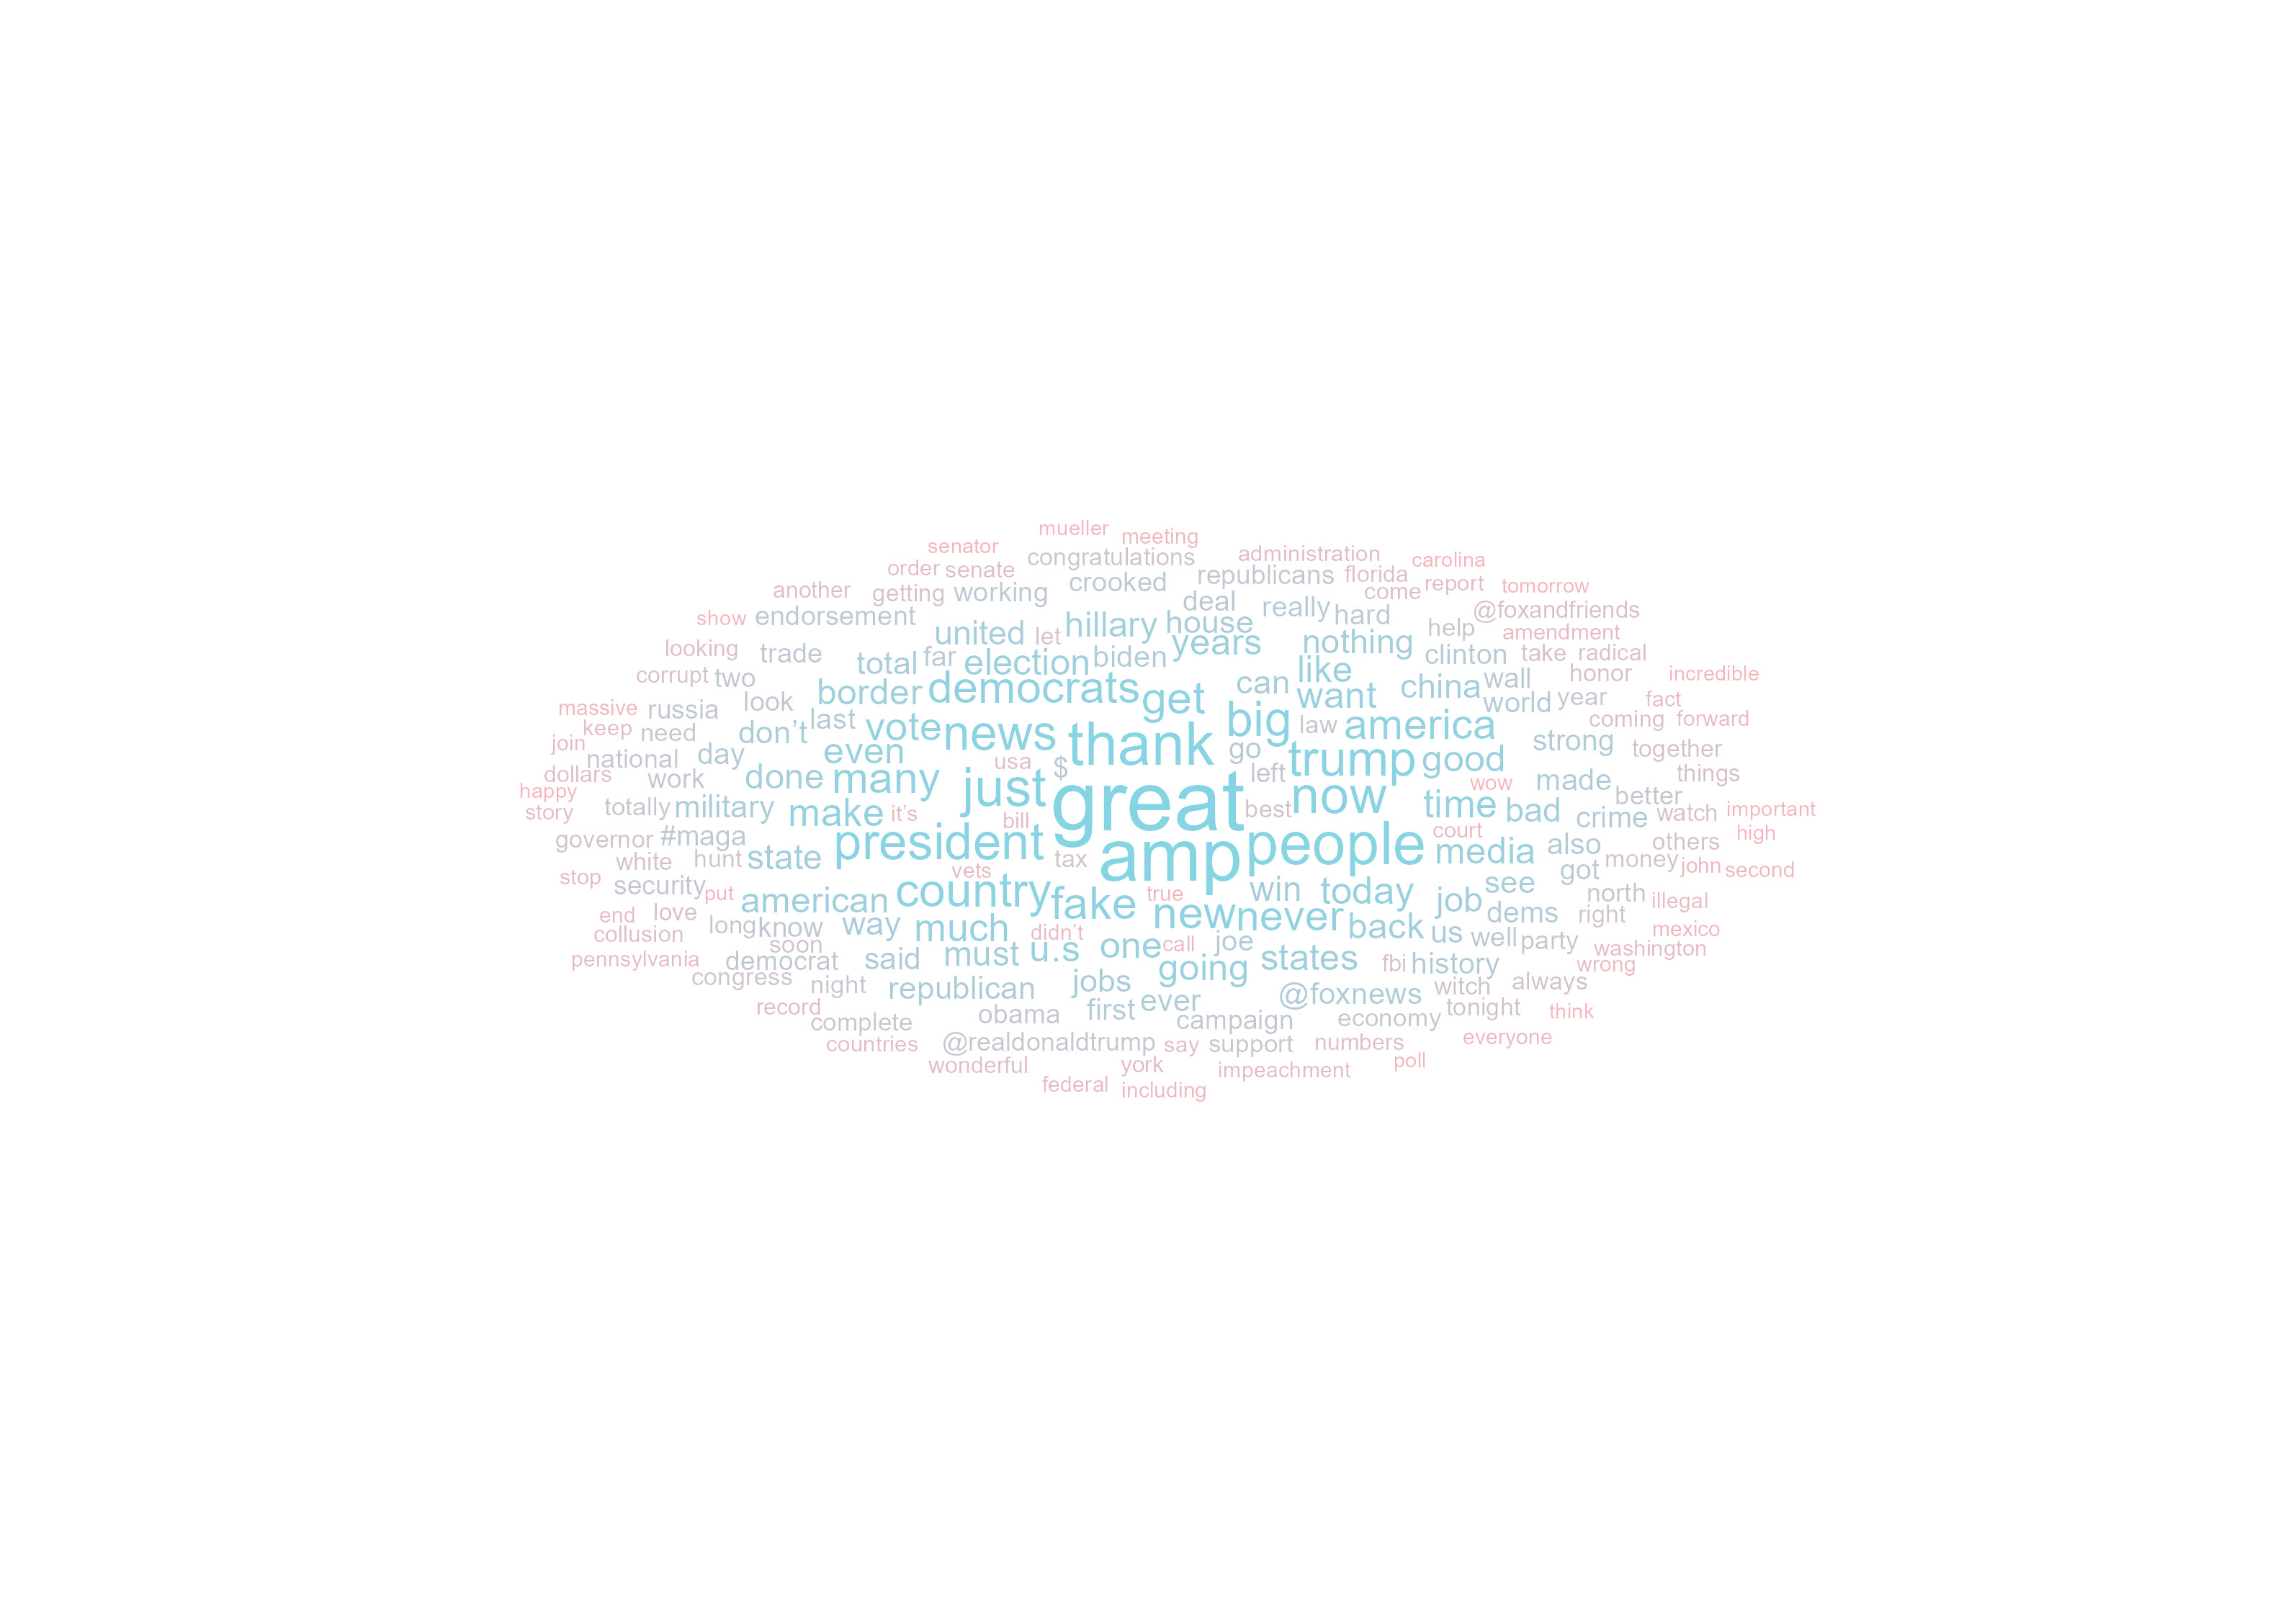 mueller
meeting
senator
congratulations
administration
carolina
order senate
crooked
republicans florida
report
tomorrow
another
getting working
deal
come
@foxandfriends
show endorsement
united let hillary house
really hard
help
amendment
looking
trade
total far election biden years
nothing
clinton take radical
corrupt two
border democrats get
can like
want
china wall
honor
incredible
massive russia
look
world year
fact
keep need
don’t last
vote news thank
big law america
coming forward
join
national day
even
usa $
go
trump good
strong
together
dollars
work
done many
just great
left
now
wow
made
things
happy
story
totally military
make it’s
bill
best
time bad
crime
better
watch important
governor #maga
president
amp people
court
media also
others
high
white hunt state
tax
got money john second
stop
security put
vets
true
win today
job see
north
illegal
end love
american
country fake
new never
back us
dems
right
mexico
collusion
long know
soon
way much
didn’t
u.s one call joe
well party
washington
pennsylvania
democrat
said must
going states
fbi history
wrong
congress night
republican
jobs
first ever
@foxnews
witch always
record
complete
obama
campaign economy
tonight
think
countries @realdonaldtrump say support numbers
everyone
wonderful
york
impeachment
poll
federal including